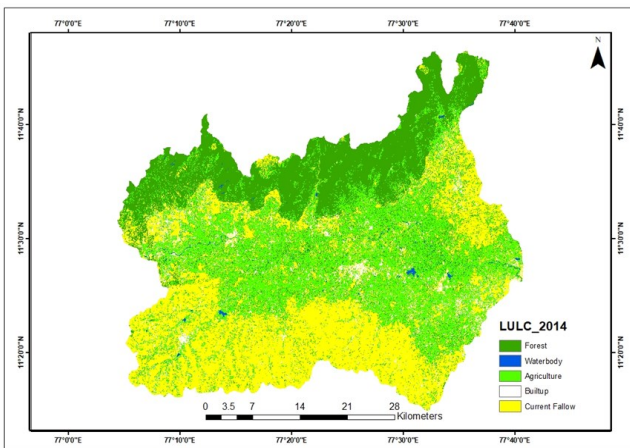 77°0'0"E 77°10'0"E 77°20'0"E 77°30'0"E 77°40'0"E
N
11°40'0"N 11°40'0"N
11°30'0"N 11°30'0"N
11°20'0"N 11°20'0"N
LULC_2014
Forest
Waterbody
Agriculture
Builtup
Current Fallow
0 3.5 7 14 21 28
Kilometers
77°0'0"E 77°10'0"E 77°20'0"E 77°30'0"E 77°40'0"E